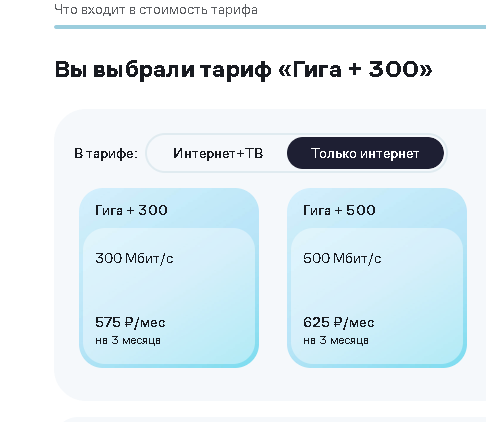 Что входит в стоимость тарифа
Вы выбрали тариф «Гига + 300»
В тарифе: Интернет+ТВ Только интернет
Гига + 300 Гига + 500
300 Мбит/с 500 Мбит/с
575 ₽/мес 625 ₽/мес
на 3 месяца на 3 месяца